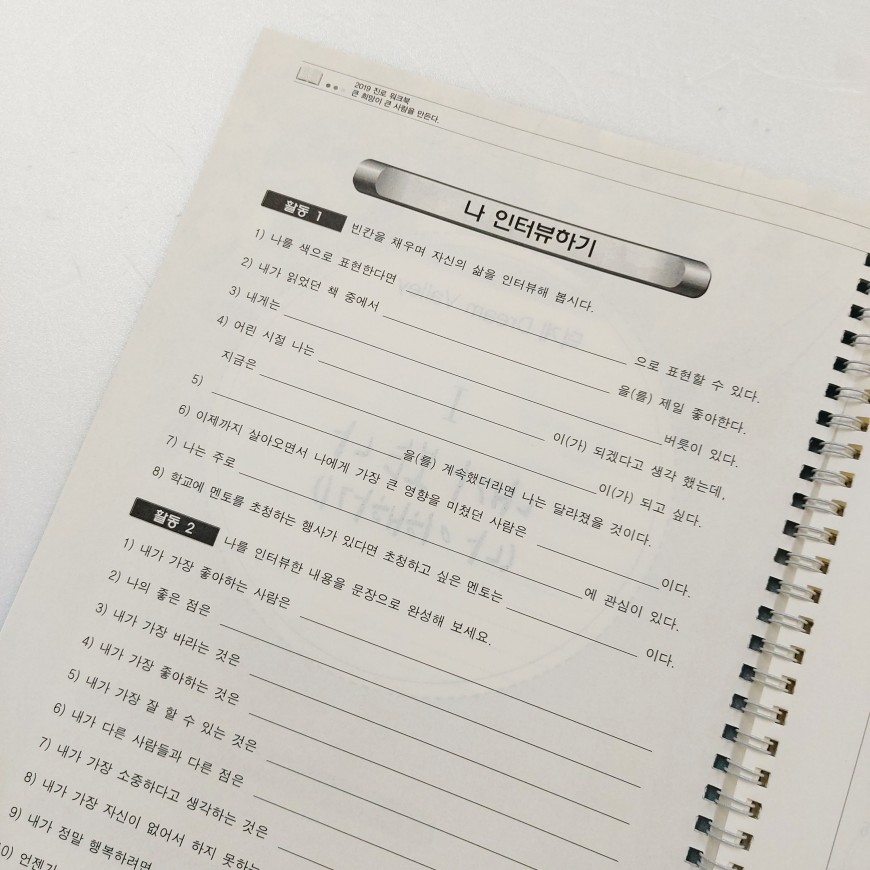 2019 진로 워크북
큰 희망이 큰 사람을 만든다.
나 인터뷰하기
활동 1 빈칸을 채우며 자신의 삶을 인터뷰해 봅시다.
1) 나를 색으로 표현한다면 으로 표현할 수 있다.
2) 내가 읽었던 책 중에서 을(를) 제일 좋아한다.
3) 내게는 버릇이 있다.
4) 어린 시절 나는 이(가) 되겠다고 생각 했는데,
지금은 이(가) 되고 싶다.
5) 을(를) 계속했더라면 나는 달라졌을 것이다.
6) 이제까지 살아오면서 나에게 가장 큰 영향을 미쳤던 사람은 이다.
7) 나는 주로 에 관심이 있다.
8) 학교에 멘토를 초청하는 행사가 있다면 초청하고 싶은 멘토는 이다.
활동 2 나를 인터뷰한 내용을 문장으로 완성해 보세요.
1) 내가 가장 좋아하는 사람은
2) 나의 좋은 점은
3) 내가 가장 바라는 것은
4) 내가 가장 좋아하는 것은
5) 내가 가장 잘 할 수 있는 것은
6) 내가 다른 사람들과 다른 점은
7) 내가 가장 소중하다고 생각하는 것은
8) 내가 가장 자신이 없어서 하지 못하는
9) 내가 정말 행복하려면